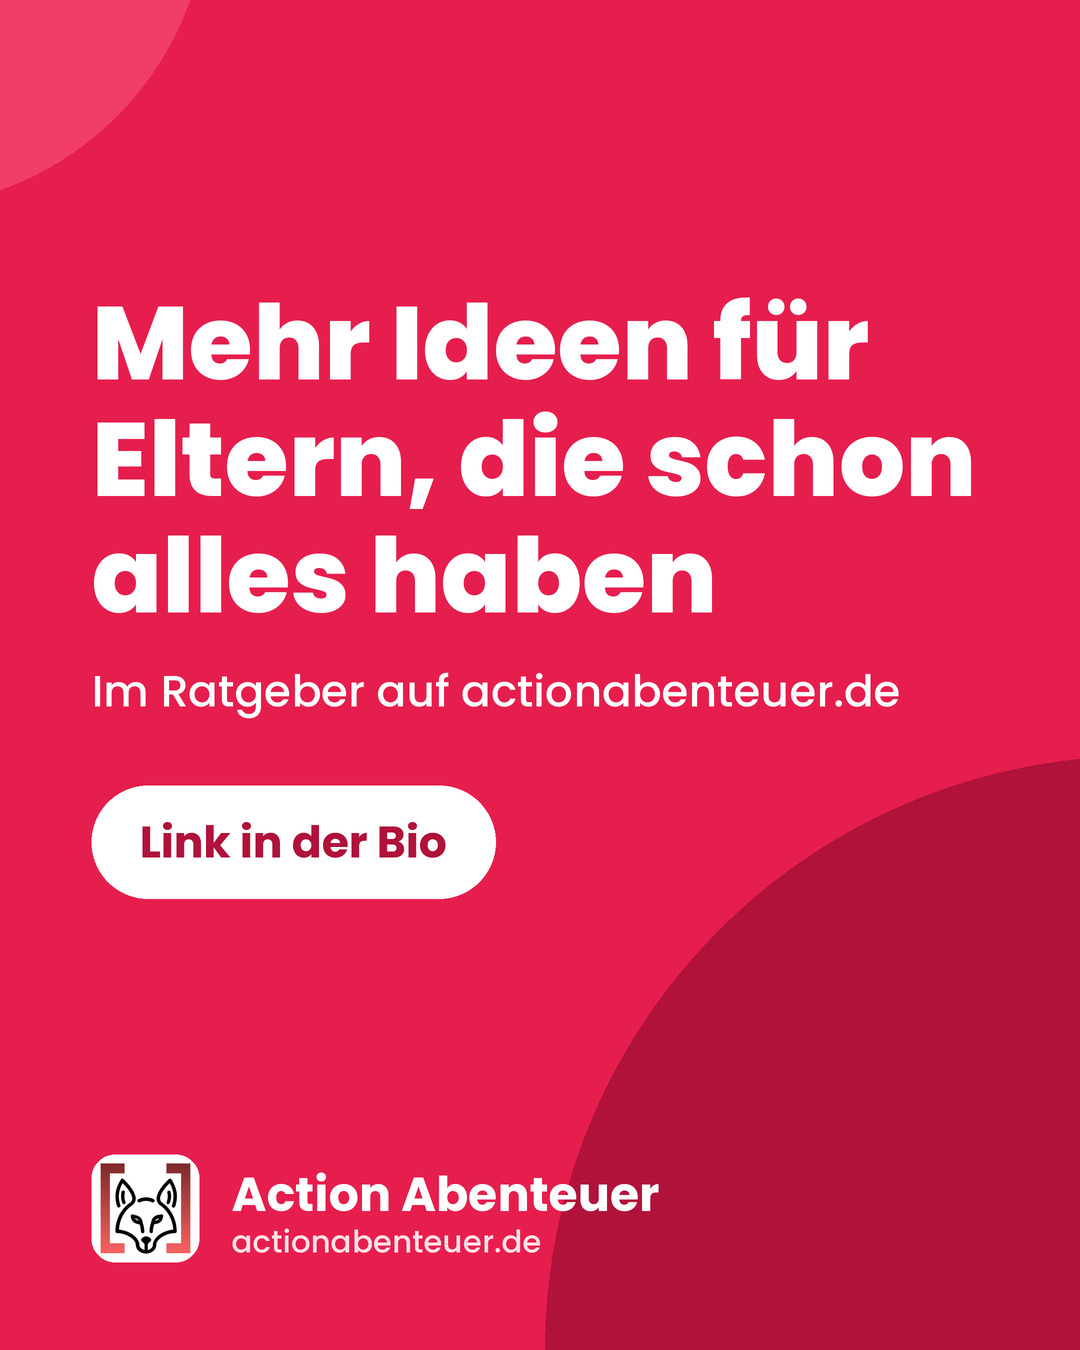 Mehr Ideen für
Eltern, die schon
alles haben
Im Ratgeber auf actionabenteuer.de
Link in der Bio
Action Abenteuer
actionabenteuer.de